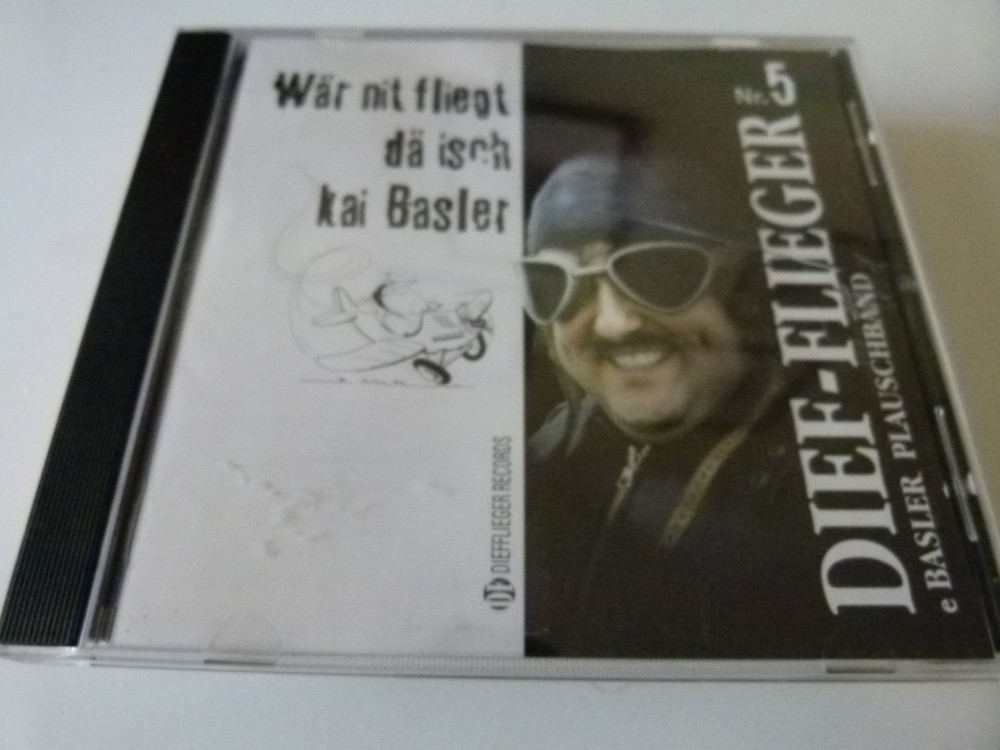 Wär nit fliegt
dä isch
kai Basler
DIEFFLIEGER RECORDS
DIEF-FLIEGER Nr. 5
e BASLER PLAUSCHBAND